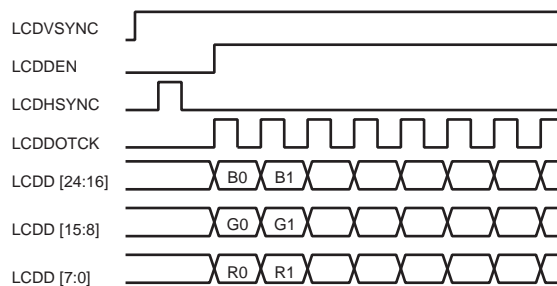 LCDVSYNC
LCDDEN
LCDHSYNC
LCDDOTCK
LCDD [24:16] B0 B1
LCDD [15:8] G0 G1
LCDD [7:0] R0 R1